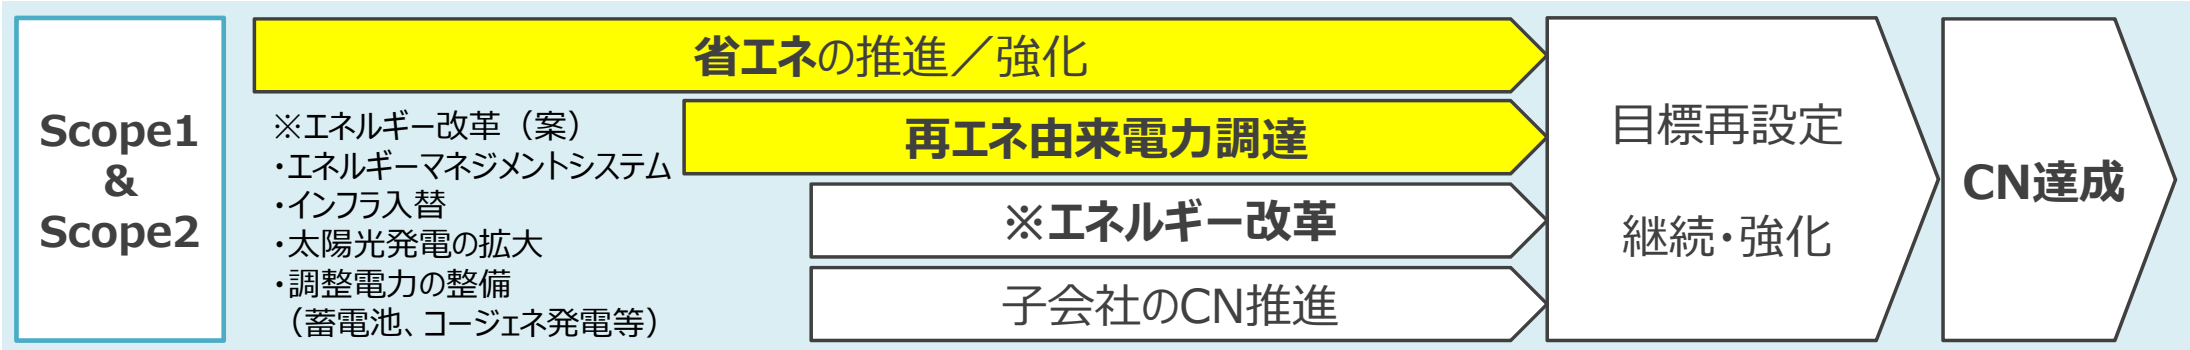 Scope1
&
Scope2
省エネの推進／強化
※エネルギー改革（案）
・エネルギーマネジメントシステム
・インフラ入替
・太陽光発電の拡大
・調整電力の整備
（蓄電池、コージェネ発電等）
再エネ由来電力調達
※エネルギー改革
子会社のCN推進
目標再設定
継続・強化
CN達成